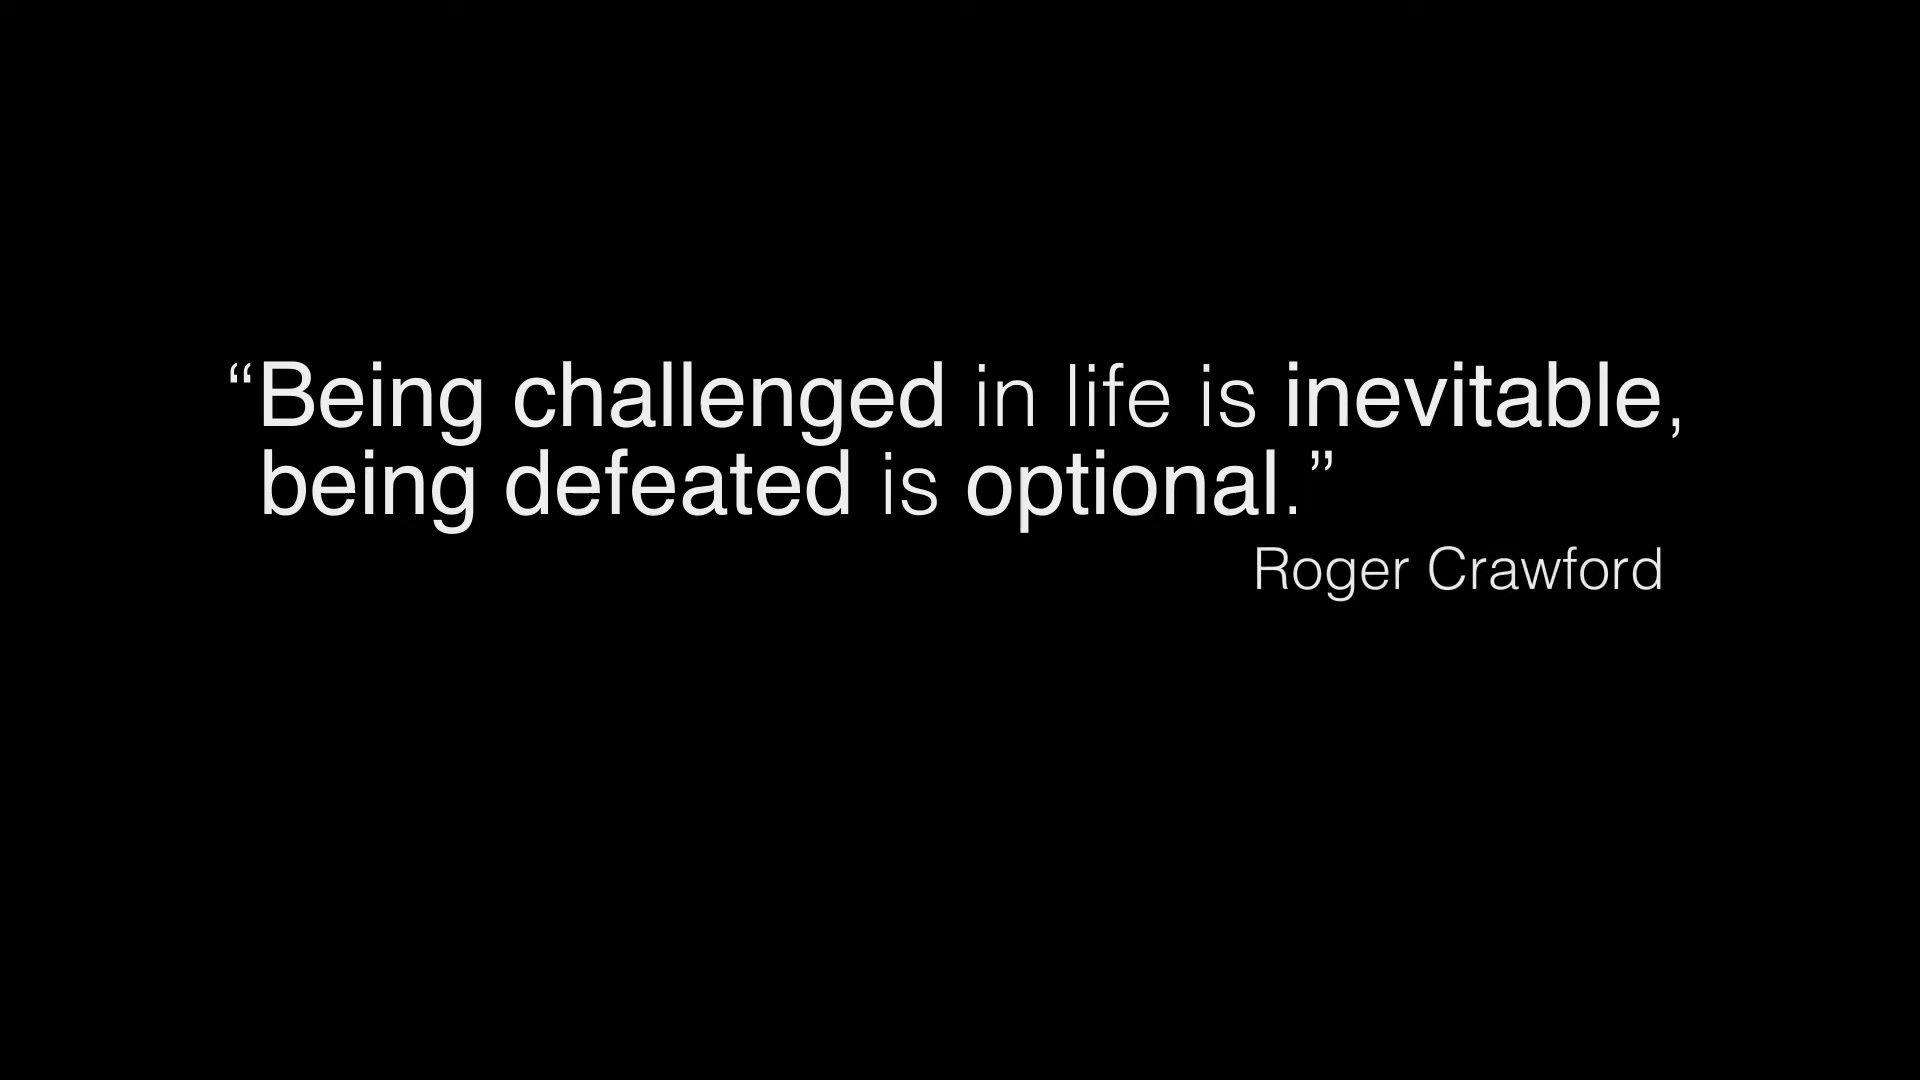 “Being challenged in life is inevitable,
being defeated is optional.”
Roger Crawford